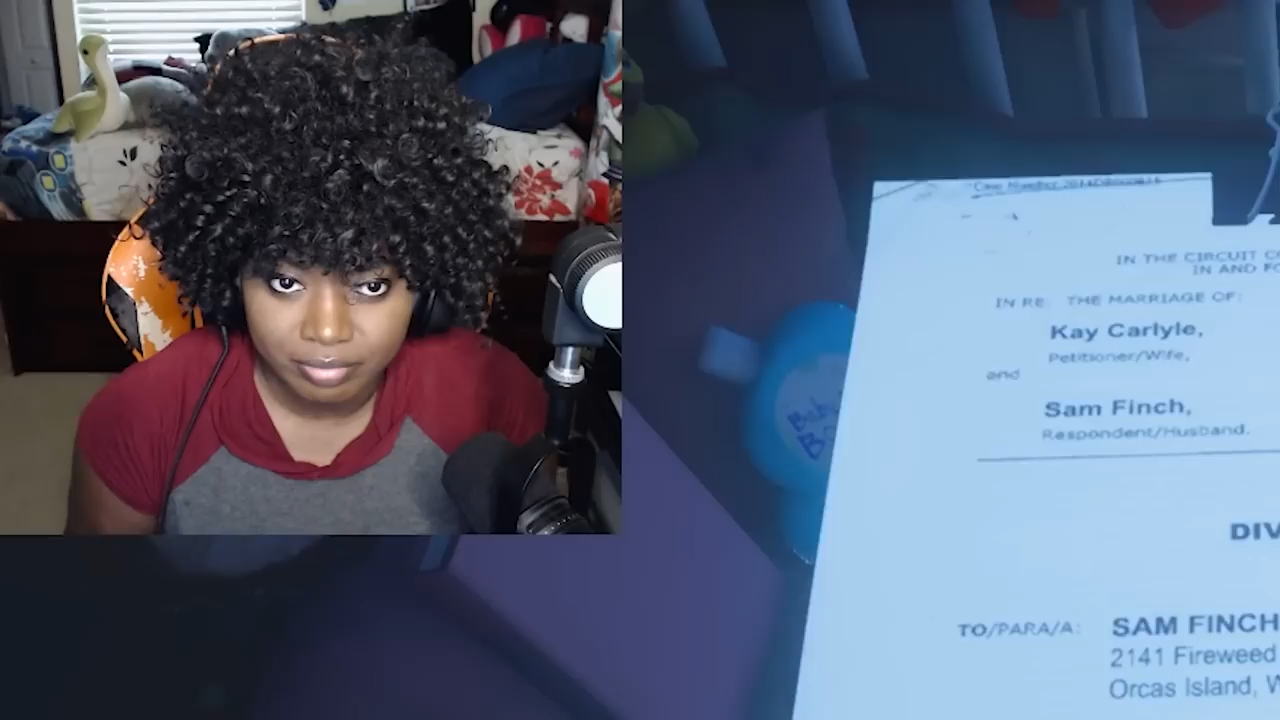 IN THE CIRCUIT
IN AND
IN RE: THE MARRIAGE OF:
Kay Carlyle,
Petitioner/Wife,
and
Sam Finch,
Respondent/Husband.
DIV
TO/PARA/A: SAM FINCH
2141 Fireweed
Orcas Island, W